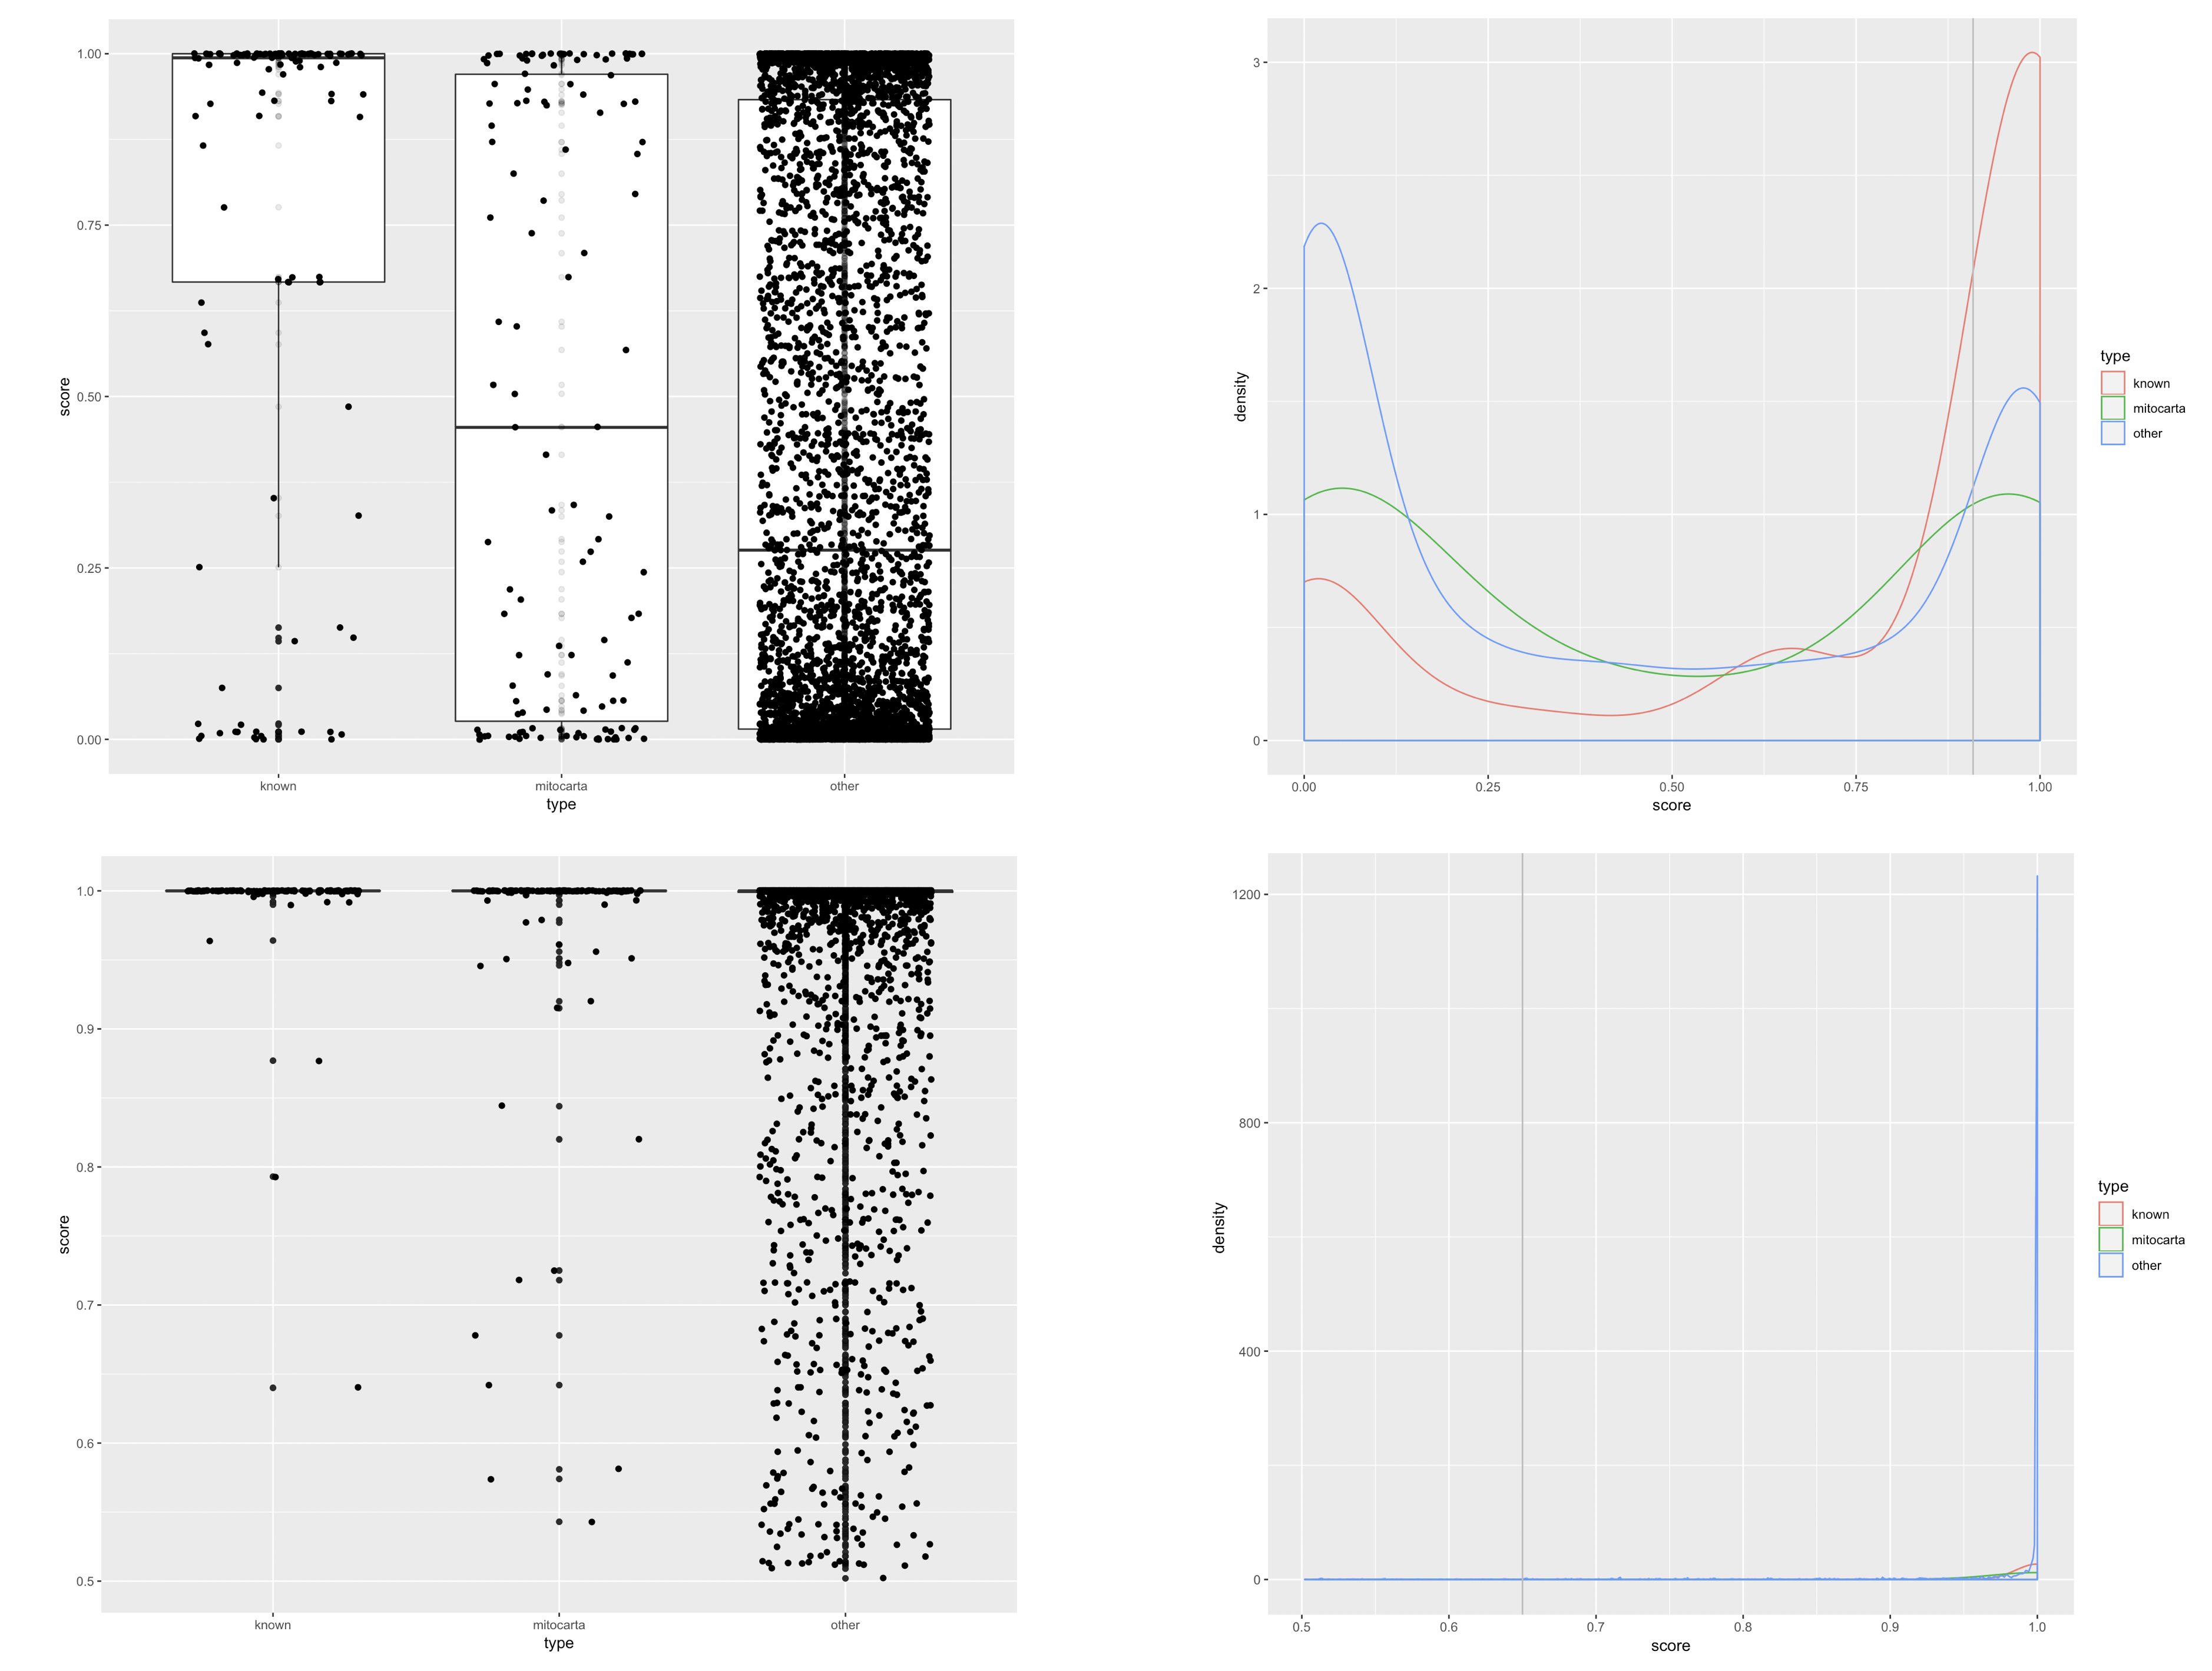 1.00
0.75
0.50
0.25
0.00
score
known mitocarta other
type
3
2
1
0
density
0.00 0.25 0.50 0.75 1.00
score
type
known
mitocarta
other
1.0
0.9
0.8
0.7
0.6
0.5
score
known mitocarta other
type
1200
800
400
0
density
0.5 0.6 0.7 0.8 0.9 1.0
score
type
known
mitocarta
other